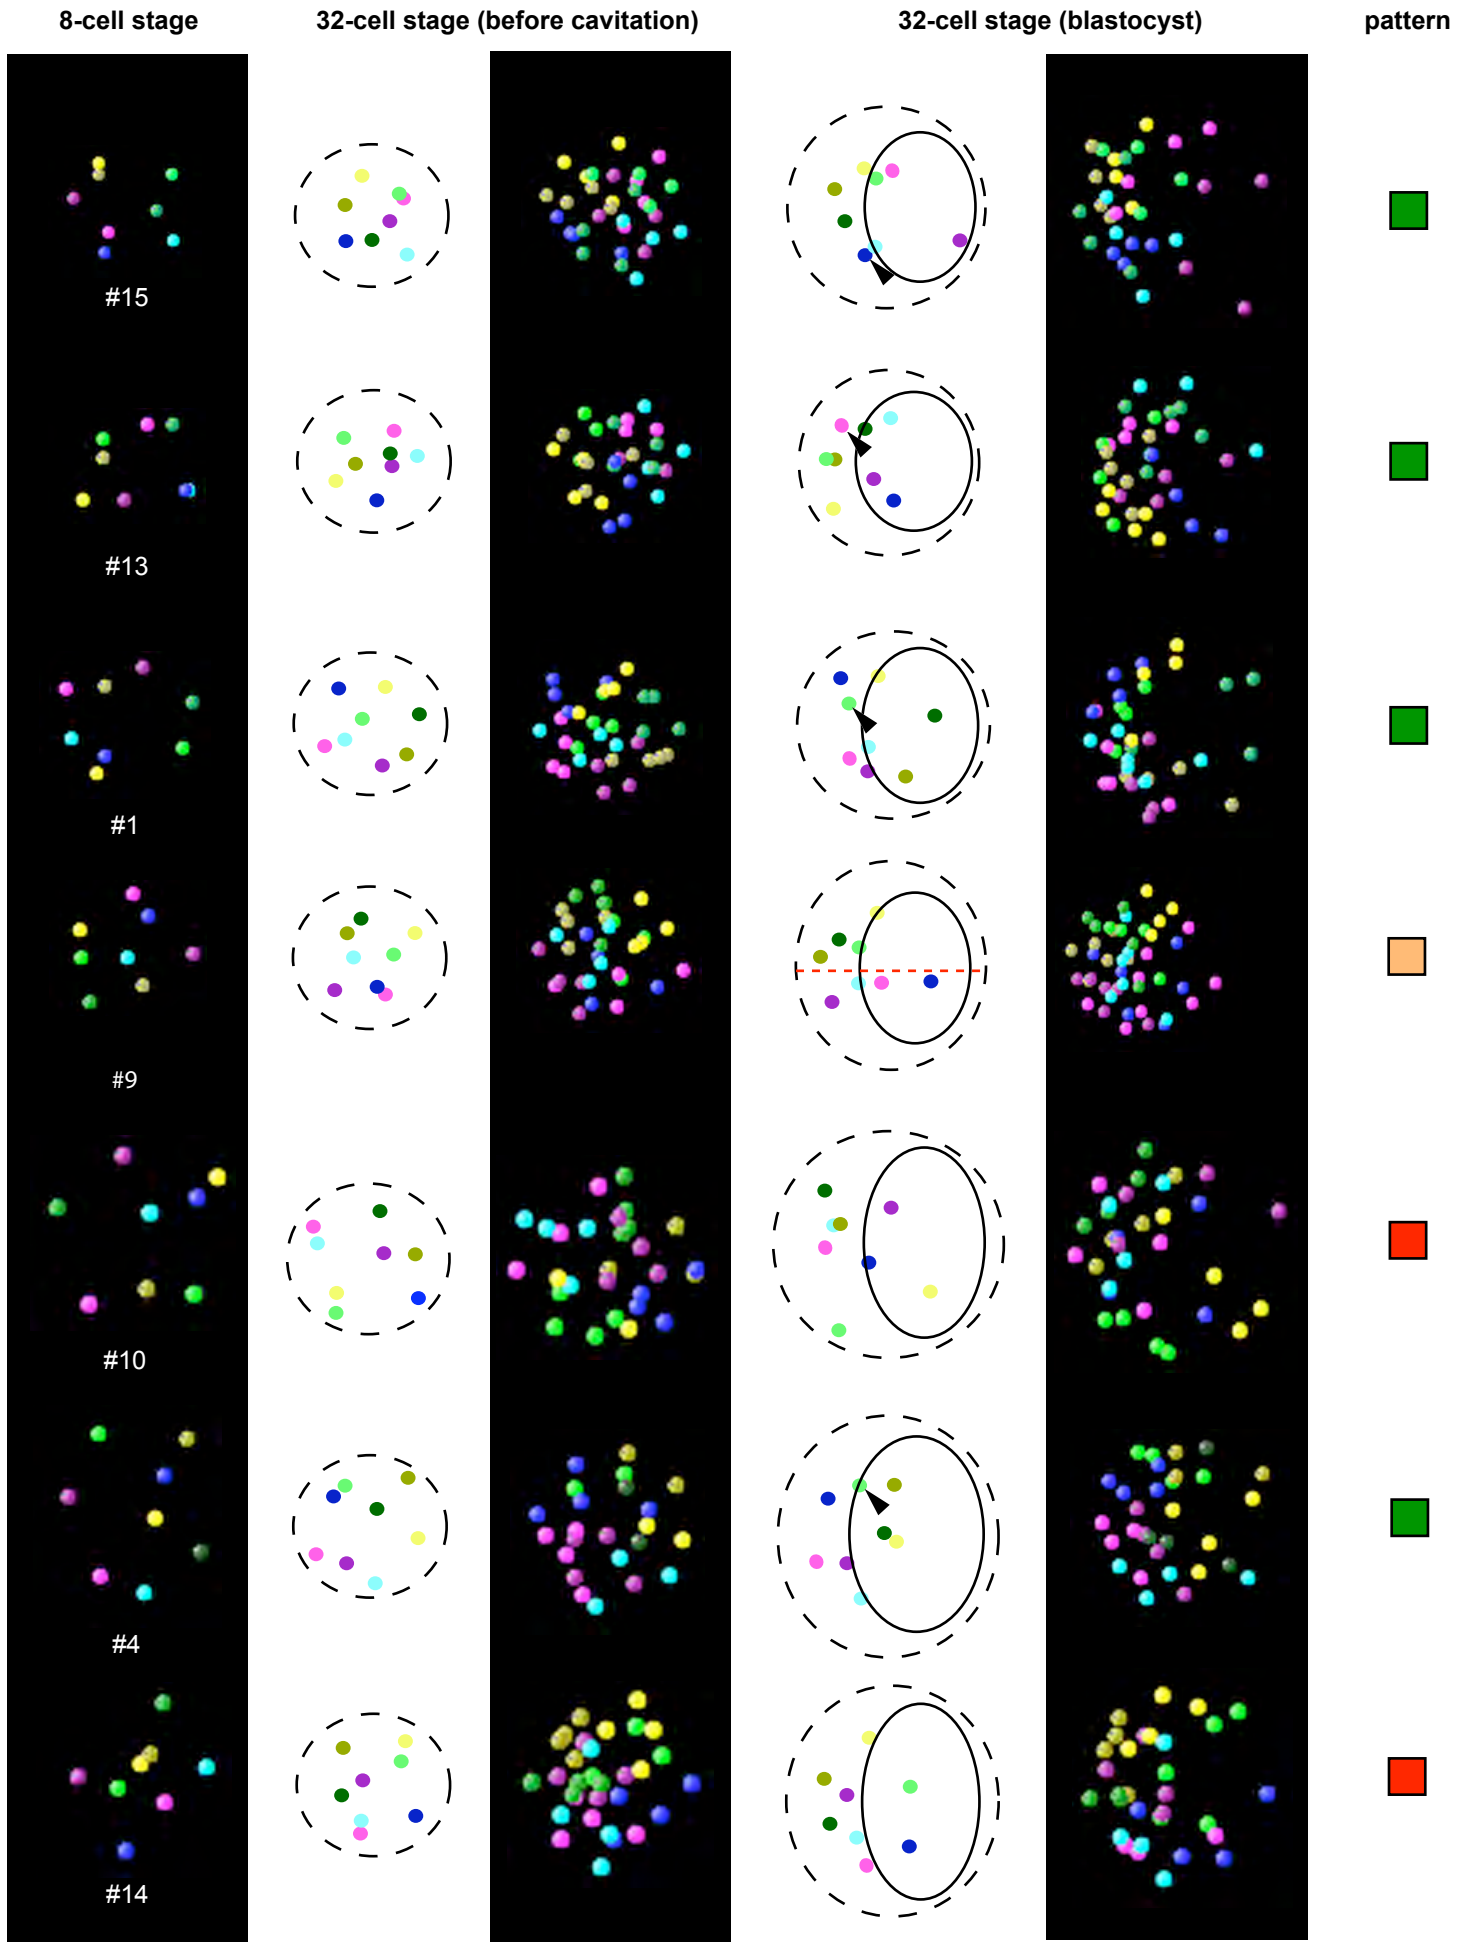 8-cell stage
32-cell stage (before cavitation)
32-cell stage (blastocyst)
pattern
#15
#13
#1
#9
#10
#4
#14